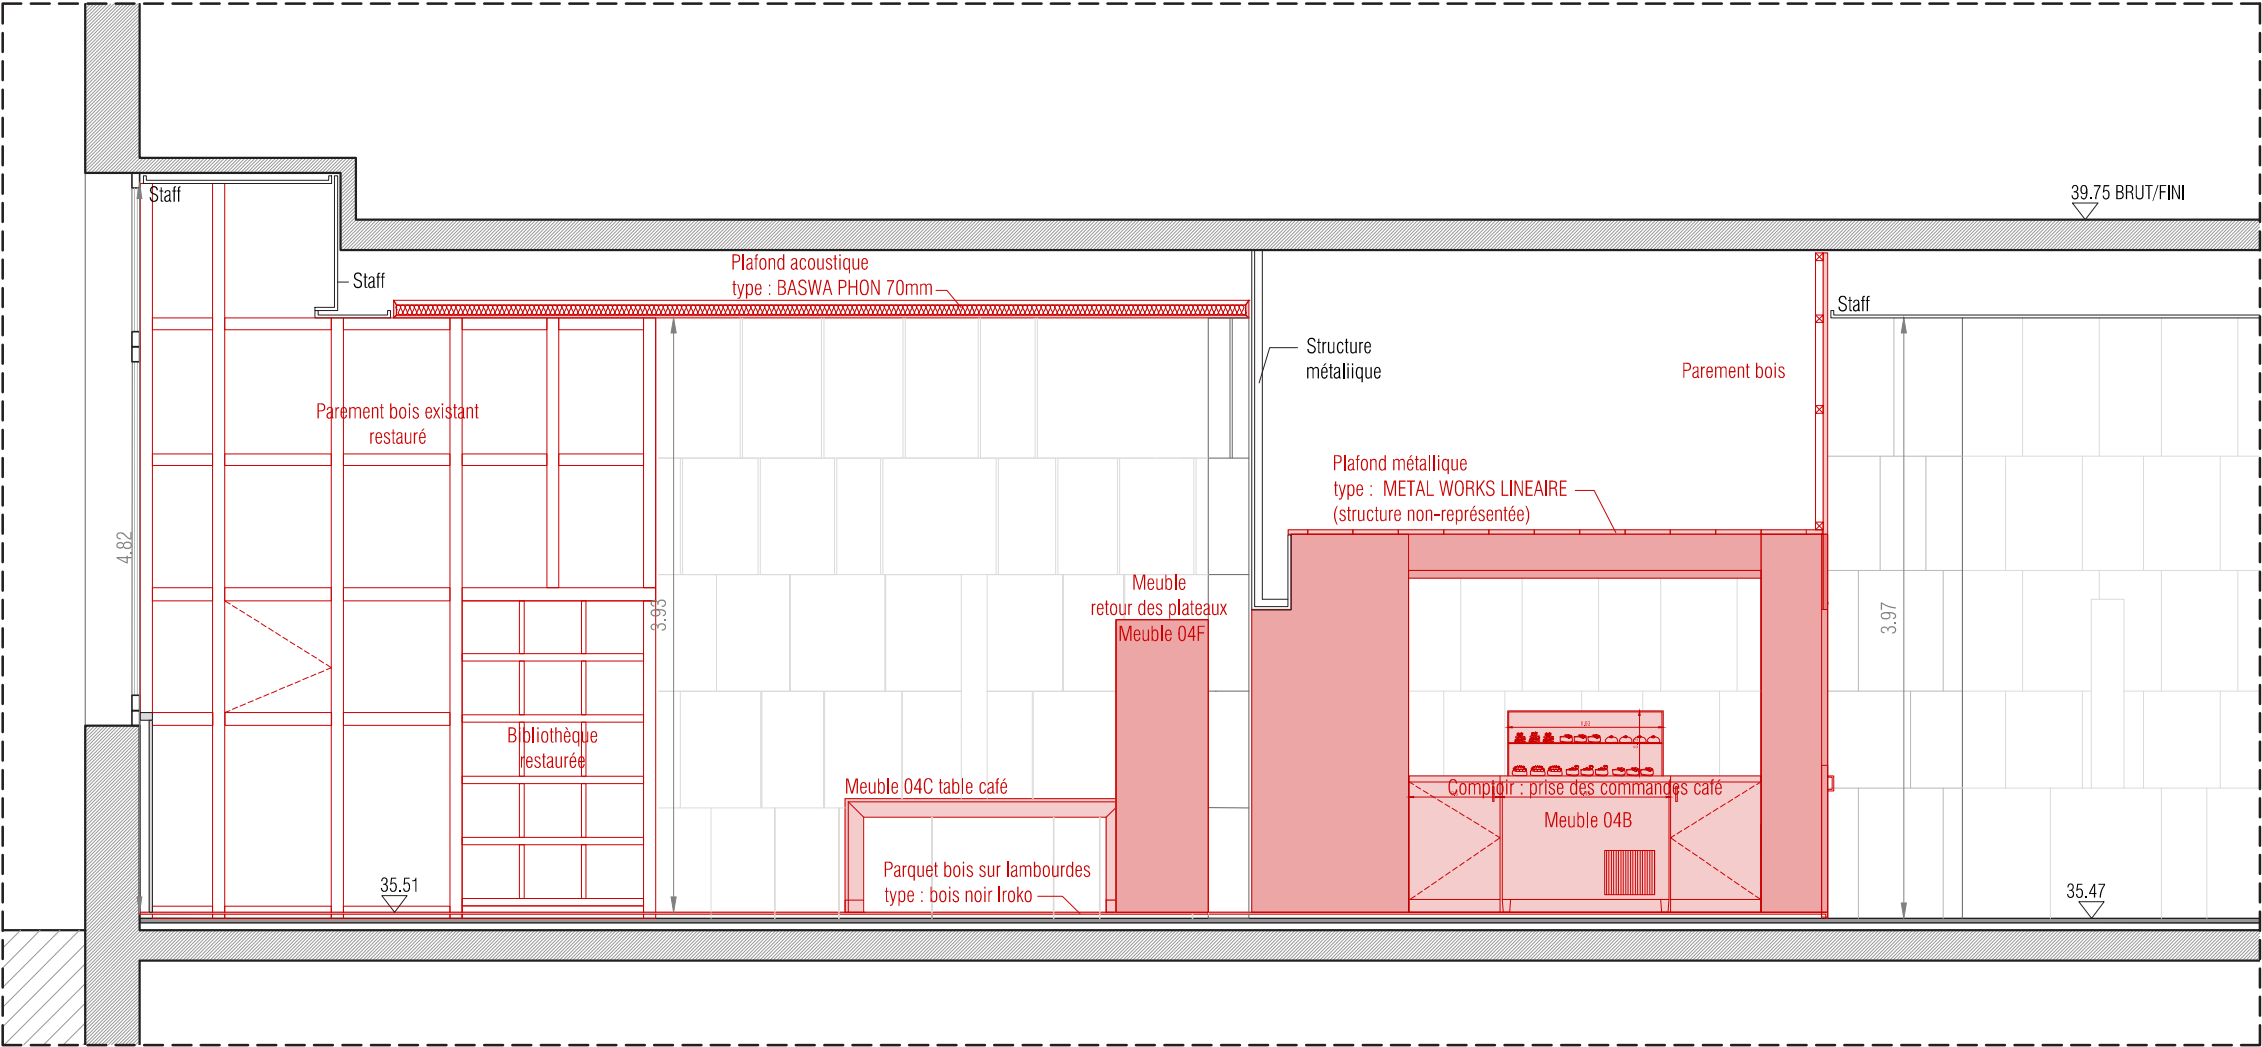 39.75 BRUT/FINI
Staff
Staff
Plafond acoustique
type : BASWA PHON 70mm
Staff
Structure
métaliique
Parement bois
Parement bois existant
restauré
Plafond métallique
type : METAL WORKS LINEAIRE
(structure non-représentée)
4.82
3.93
3.97
Meuble
retour des plateaux
Meuble 04F
Bibliothèque
restaurée
Meuble 04C table café
Comptoir : prise des commandes café
Meuble 04B
Parquet bois sur lambourdes
type : bois noir Iroko
35.51
35.47